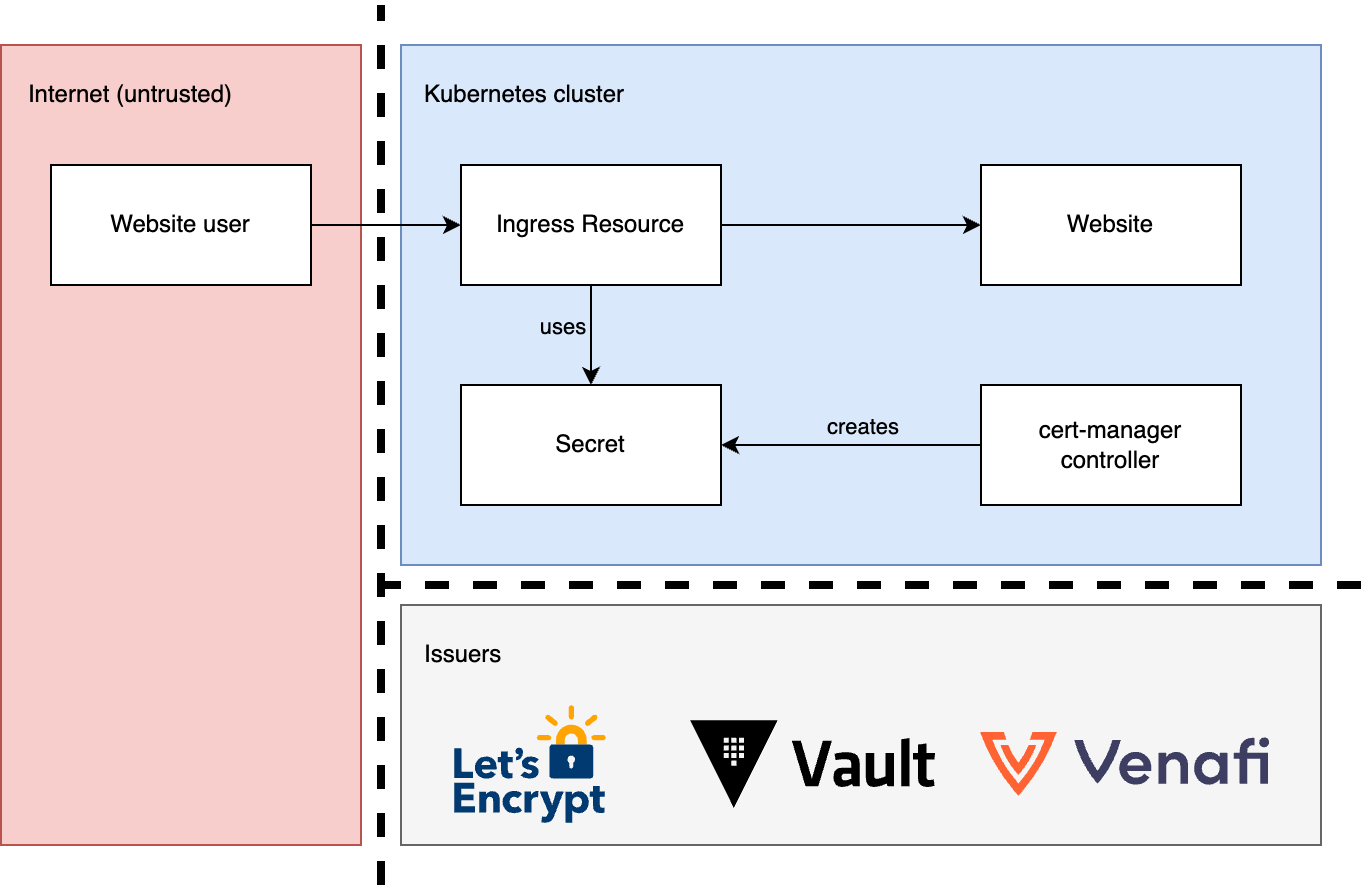 Internet (untrusted)
Kubernetes cluster
Website user
Ingress Resource
Website
uses
Secret
creates
cert-manager
controller
Issuers
Let's
Encrypt
Vault
Venafi